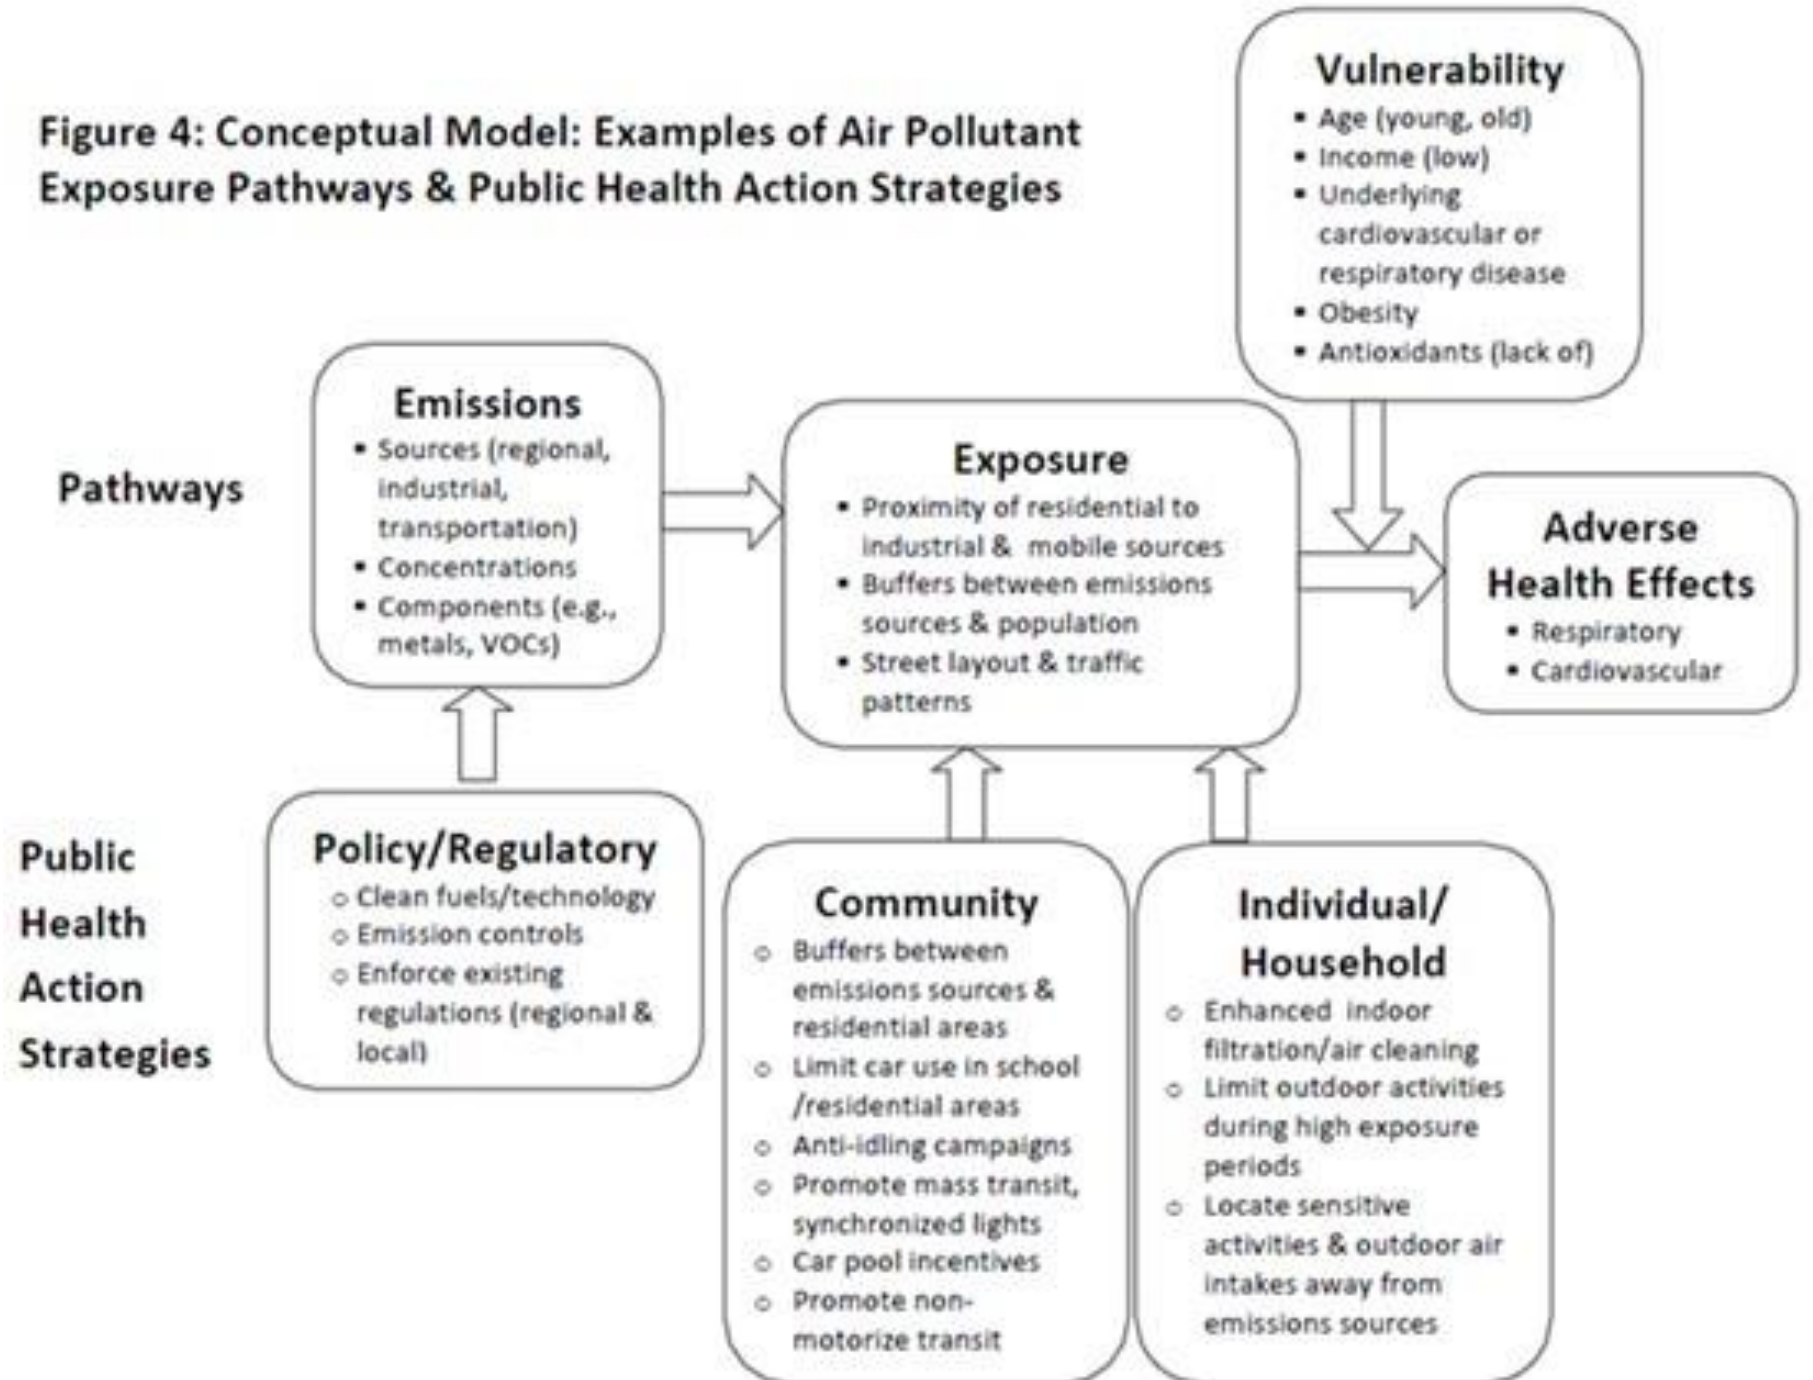 Figure 4: Conceptual Model: Examples of Air Pollutant
Exposure Pathways & Public Health Action Strategies
Vulnerability
▪ Age (young, old)
▪ Income (low)
▪ Underlying
cardiovascular or
respiratory disease
▪ Obesity
▪ Antioxidants (lack of)
Pathways
Emissions
▪ Sources (regional,
industrial,
transportation)
▪ Concentrations
▪ Components (e.g.,
metals, VOCs)
Exposure
▪ Proximity of residential to
industrial & mobile sources
▪ Buffers between emissions
sources & population
▪ Street layout & traffic
patterns
Adverse
Health Effects
▪ Respiratory
▪ Cardiovascular
Public
Health
Action
Strategies
Policy/Regulatory
o Clean fuels/technology
o Emission controls
o Enforce existing
regulations (regional &
local)
Community
o Buffers between
emissions sources &
residential areas
o Limit car use in school
/residential areas
o Anti-idling campaigns
o Promote mass transit,
synchronized lights
o Car pool incentives
o Promote non-
motorize transit
Individual/
Household
o Enhanced indoor
filtration/air cleaning
o Limit outdoor activities
during high exposure
periods
o Locate sensitive
activities & outdoor air
intakes away from
emissions sources